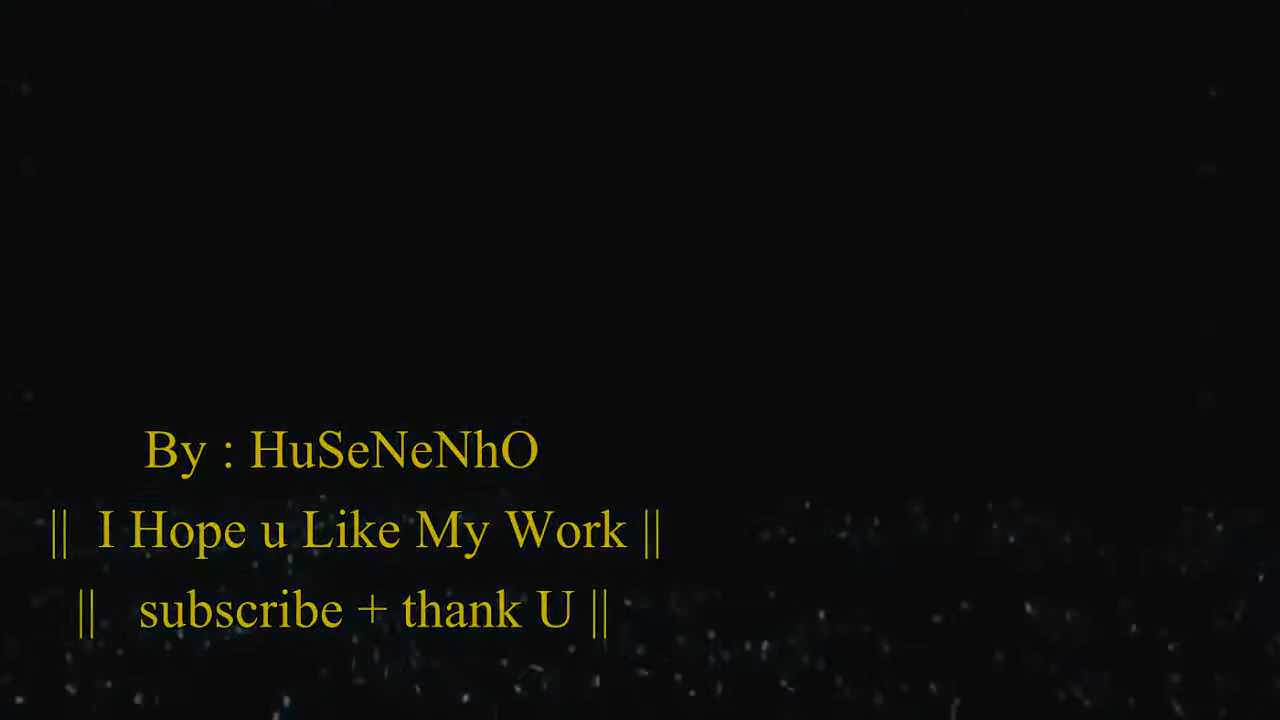 By : HuSeNeNhO
|| I Hope u Like My Work ||
|| subscribe + thank U ||